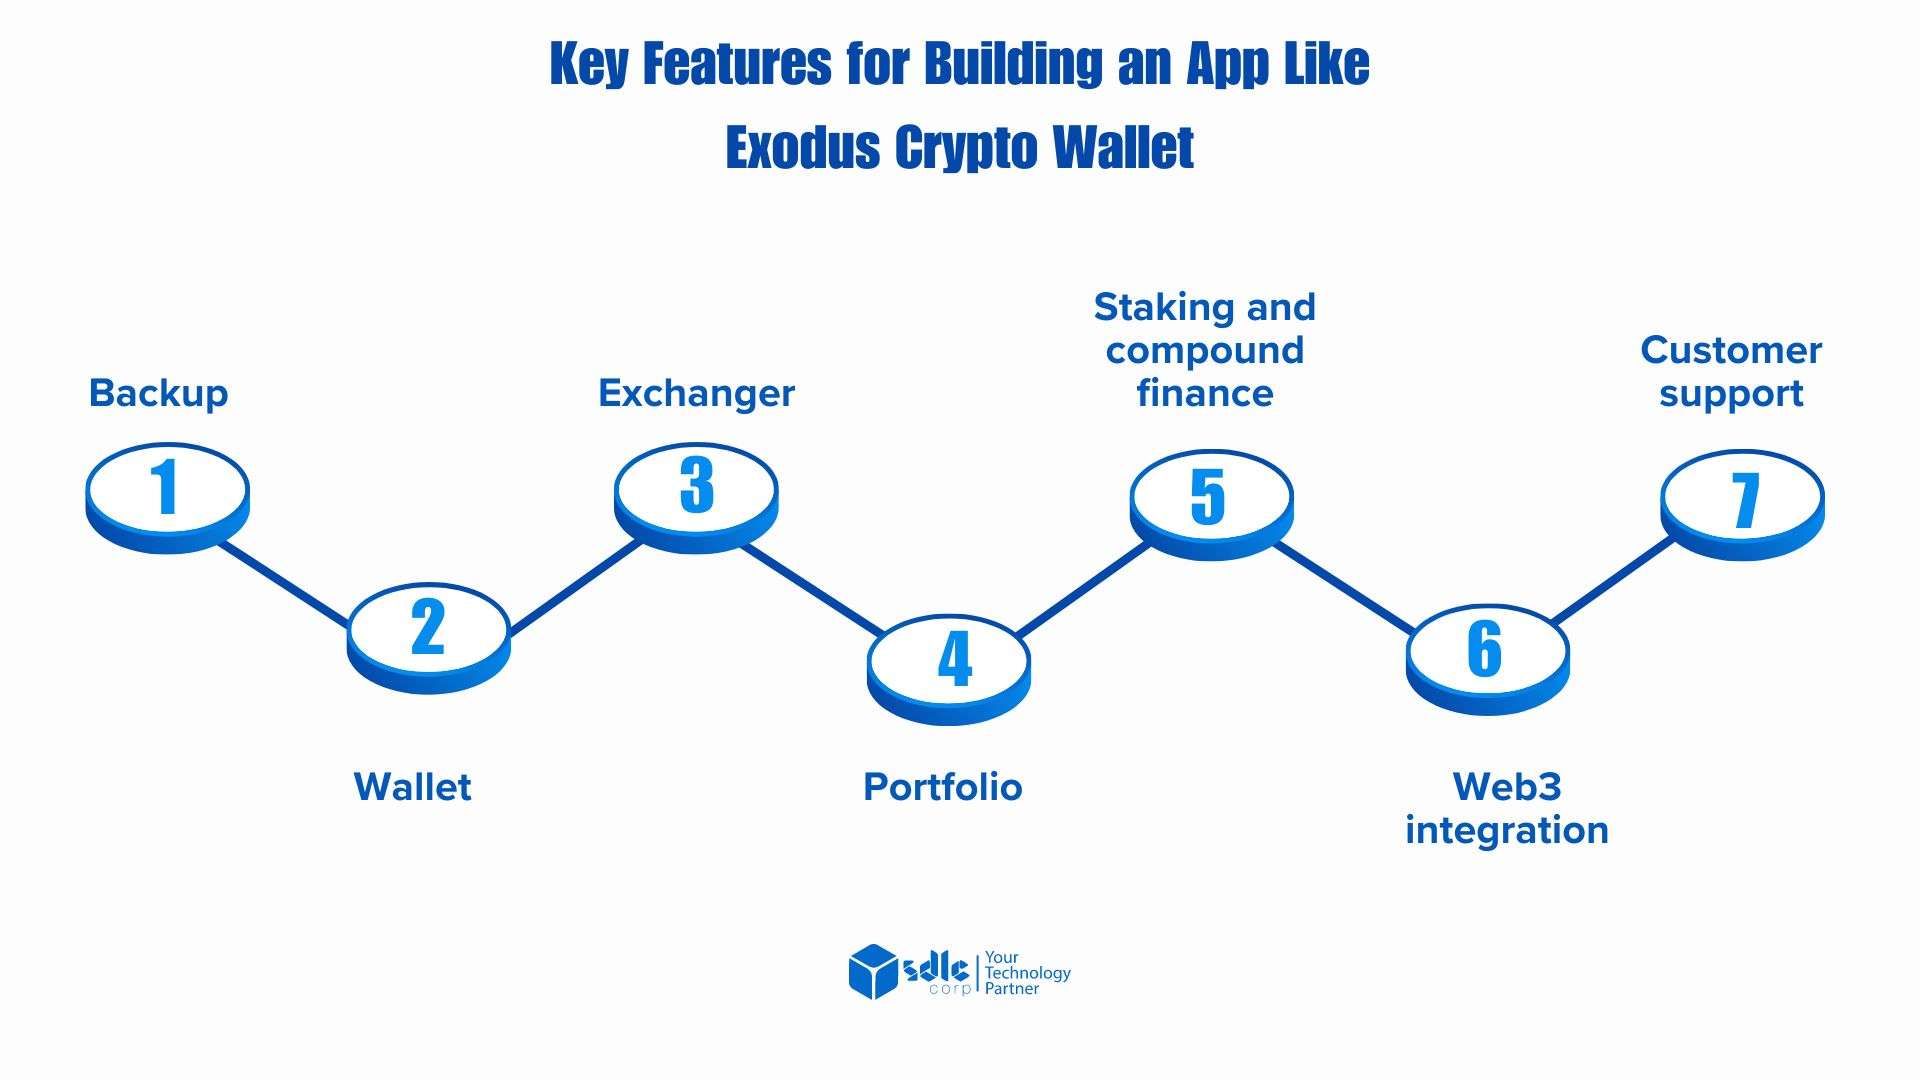 Key Features for Building an App Like
Exodus Crypto Wallet
Backup
1
Wallet
2
Exchanger
3
Portfolio
4
Staking and
compound
finance
5
Web3
integration
6
Customer
support
7
sdlc
corp
Your
Technology
Partner